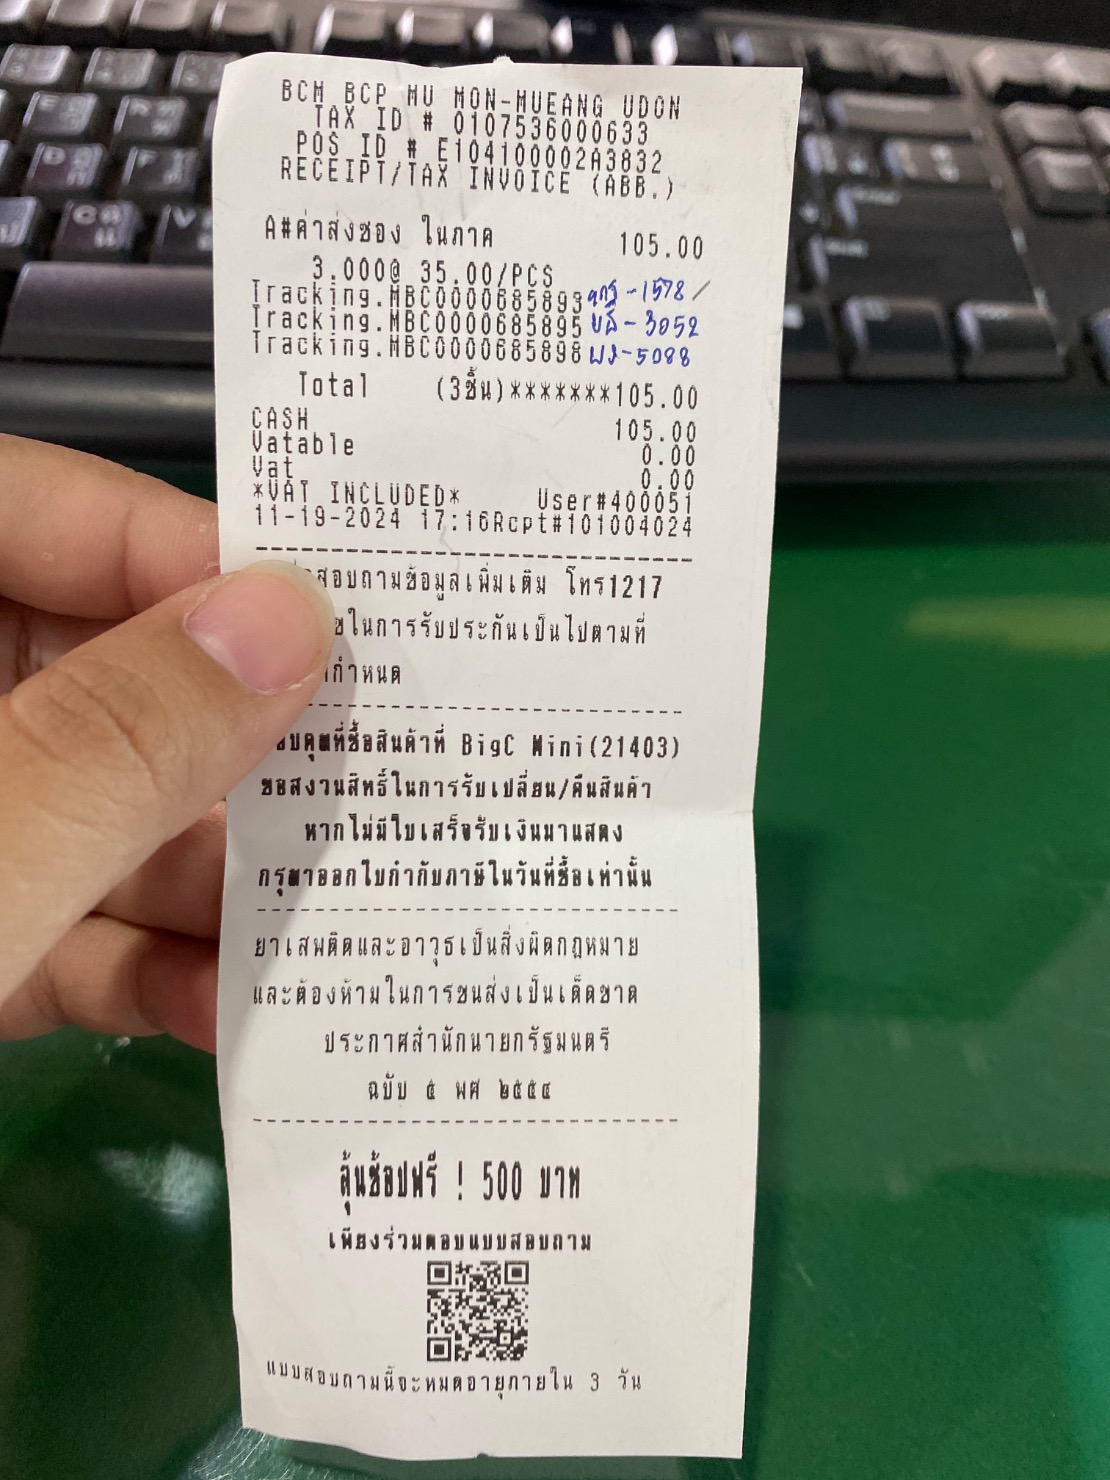 BCM BCP MU MON-MUEANG UDON
TAX ID # 0107536000633
POS ID # E104100002A3832
RECEIPT/TAX INVOICE (ABB.)
A#ค่าส่งซอง ในภาค 105.00
3.000@ 35.00/PCS
Tracking.MBC0000685893 -1578
Tracking.MBC0000685895 บส - 3052
Tracking.MBC0000685898 -5088
Total (3ชิ้น)*******105.00
CASH 105.00
Vatable 0.00
Vat 0.00
*VAT INCLUDED* User#400051
11-19-2024 17:16Rcpt#101004024
สอบถามข้อมูลเพิ่มเติม โทร1217
ในการรับประกันเป็นไปตามที่
กำหนด
ขอบคุณที่ซื้อสินค้าที่ BigC Mini(21403)
ขอสงวนสิทธิ์ในการรับเปลี่ยน/คืนสินค้า
หากไม่มีใบเสร็จรับเงินมาแสดง
กรุณาออกใบกำกับภาษีในวันที่ซื้อเท่านั้น
ยาเสพติดและอาวุธเป็นสิ่งผิดกฎหมาย
และต้องห้ามในการขนส่งเป็นเด็ดขาด
ประกาศสำนักนายกรัฐมนตรี
ฉบับ ๕ พศ ๒๕๕๔
ลุ้นช้อปฟรี ! 500 บาท
เพียงร่วมตอบแบบสอบถาม
แบบสอบถามนี้จะหมดอายุภายใน 3 วัน